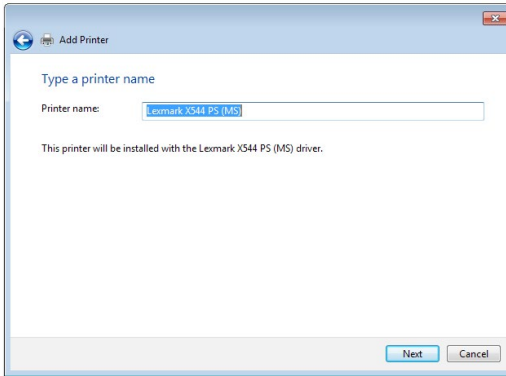 Add Printer
Type a printer name
Printer name: Lexmark X544 PS (MS)
This printer will be installed with the Lexmark X544 PS (MS) driver.
Next Cancel